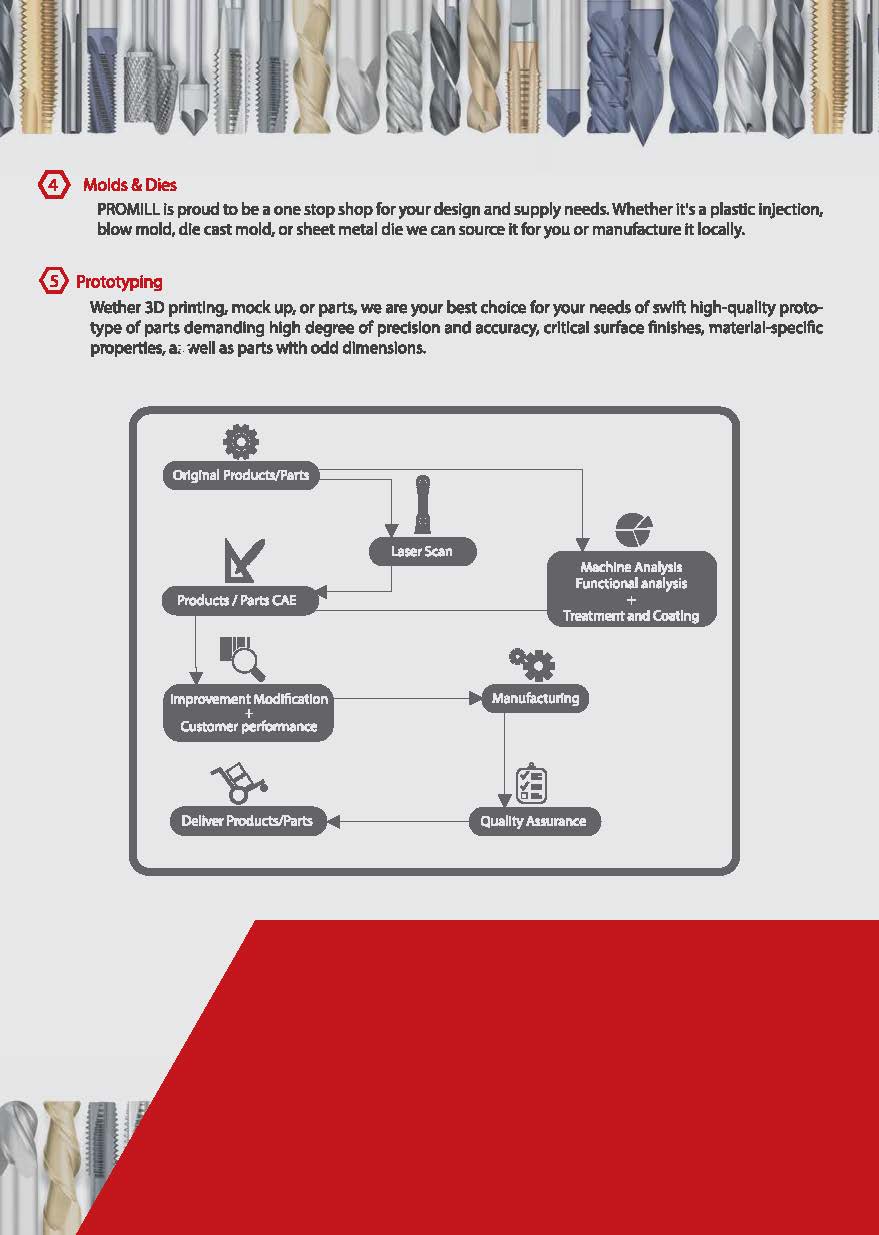 4 Molds & Dies
PROMILL is proud to be a one stop shop for your design and supply needs. Whether it's a plastic injection,
blow mold, die cast mold, or sheet metal die we can source it for you or manufacture it locally.
5 Prototyping
Wether 3D printing, mock up, or parts, we are your best choice for your needs of swift high-quality proto-
type of parts demanding high degree of precision and accuracy, critical surface finishes, material-specific
properties, as well as parts with odd dimensions.
Original Products/Parts
Laser Scan
Machine Analysis
Functional analysis
+
Treatment and Coating
Products / Parts CAE
Improvement Modification
+
Customer performance
Manufacturing
Deliver Products/Parts
Quality Assurance